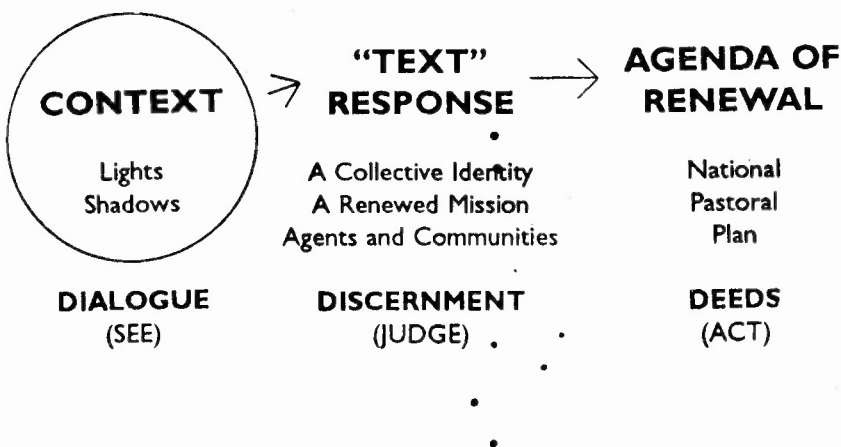 CONTEXT
Lights
Shadows
DIALOGUE
(SEE)
“TEXT”
RESPONSE
A Collective Identity
A Renewed Mission
Agents and Communities
DISCERNMENT
(JUDGE)
AGENDA OF
RENEWAL
National
Pastoral
Plan
DEEDS
(ACT)